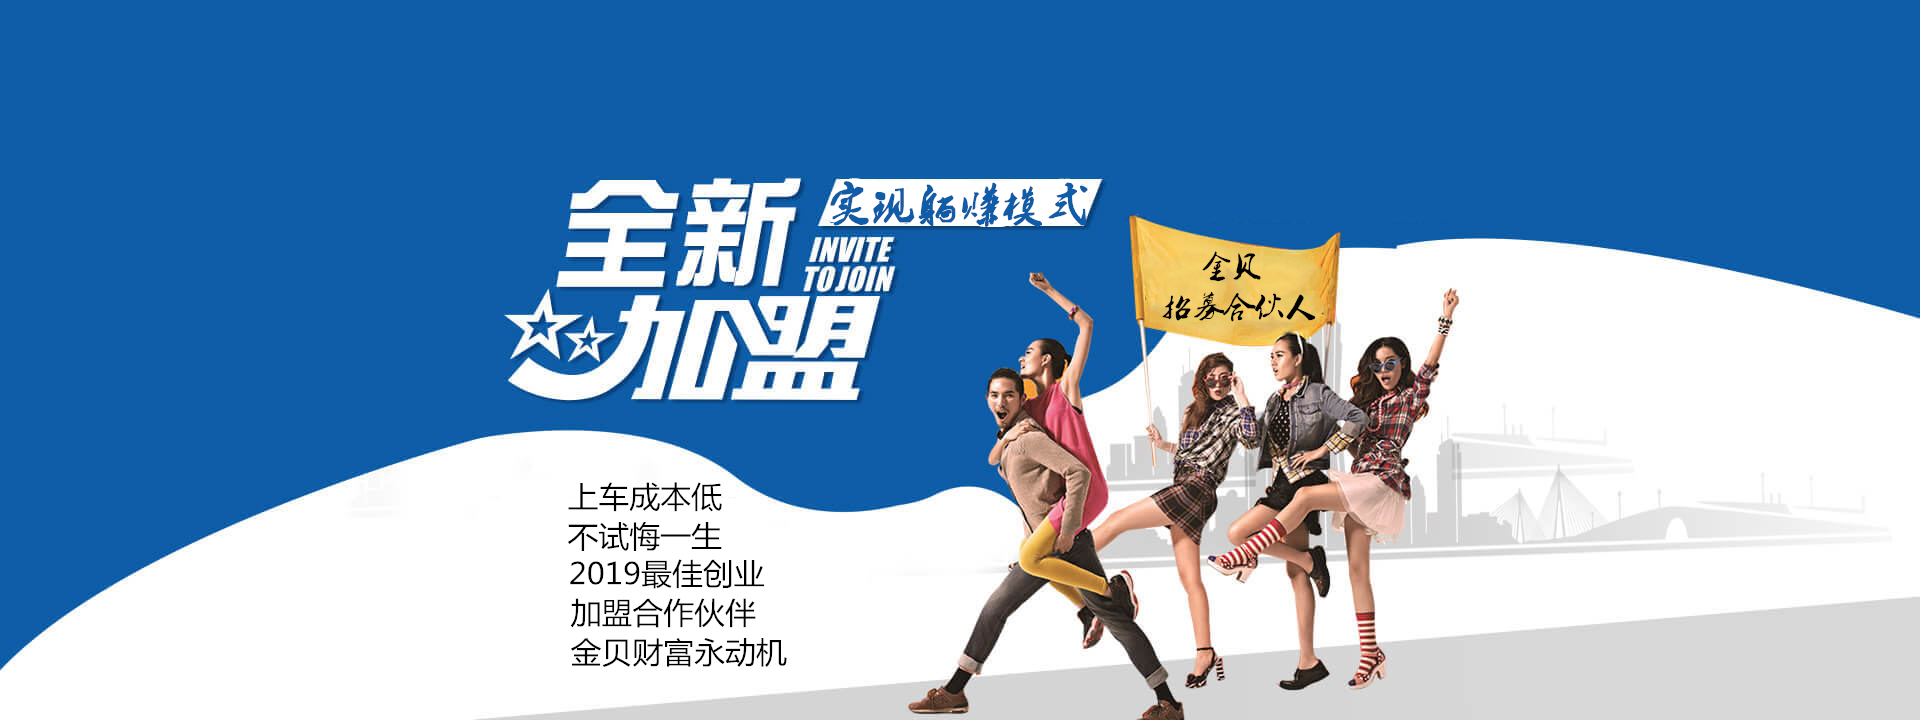 全新
实现躺赚模式
INVITE
TO JOIN
加盟
金贝
招募合伙人
上车成本低
不试悔一生
2019最佳创业
加盟合作伙伴
金贝财富永动机